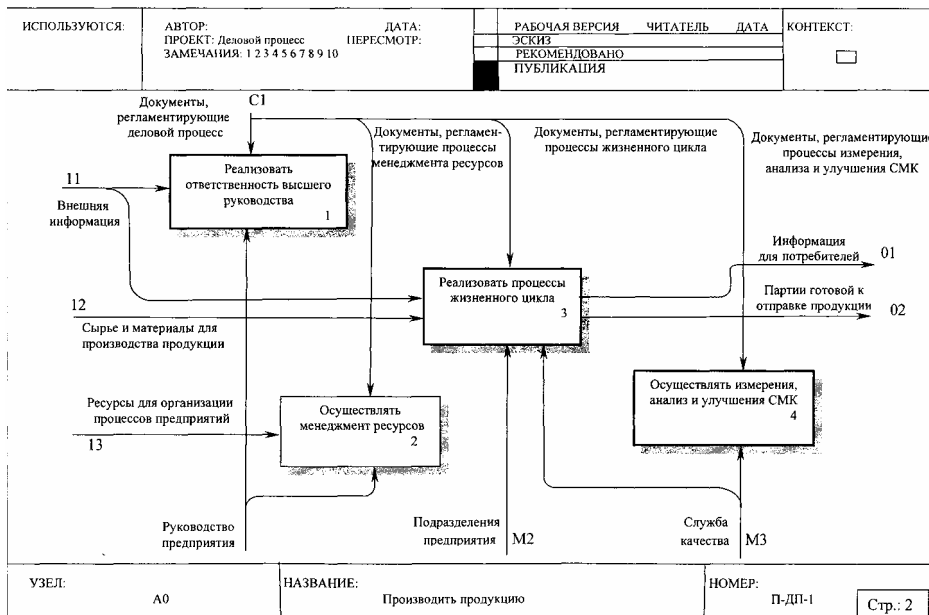 ИСПОЛЬЗУЮТСЯ:
АВТОР:
ДАТА:
ПРОЕКТ: Деловой процесс
ПЕРЕСМОТР:
ЗАМЕЧАНИЯ: 1 2 3 4 5 6 7 8 9 10
РАБОЧАЯ ВЕРСИЯ
ЧИТАТЕЛЬ
ДАТА
ЭСКИЗ
РЕКОМЕНДОВАНО
ПУБЛИКАЦИЯ
КОНТЕКСТ:
Документы,
регламентирующие
деловой процесс
C1
Документы, регламен-
тирующие процессы
менеджмента ресурсов
Документы, регламентирующие
процессы жизненного цикла
Документы, регламентирующие
процессы измерения,
анализа и улучшения СМК
Реализовать
ответственность высшего
руководства
1
11
Внешняя
информация
Информация
для потребителей
01
Реализовать процессы
жизненного цикла
3
Партии готовой к
отправке продукции
02
12
Сырье и материалы для
производства продукции
Осуществлять измерения,
анализ и улучшения СМК
4
Ресурсы для организации
процессов предприятий
13
Осуществлять
менеджмент ресурсов
2
Руководство
предприятия
Подразделения
предприятия
M2
Служба
качества
M3
УЗЕЛ:
A0
НАЗВАНИЕ:
Производить продукцию
НОМЕР:
П-ДП-1
Стр.: 2